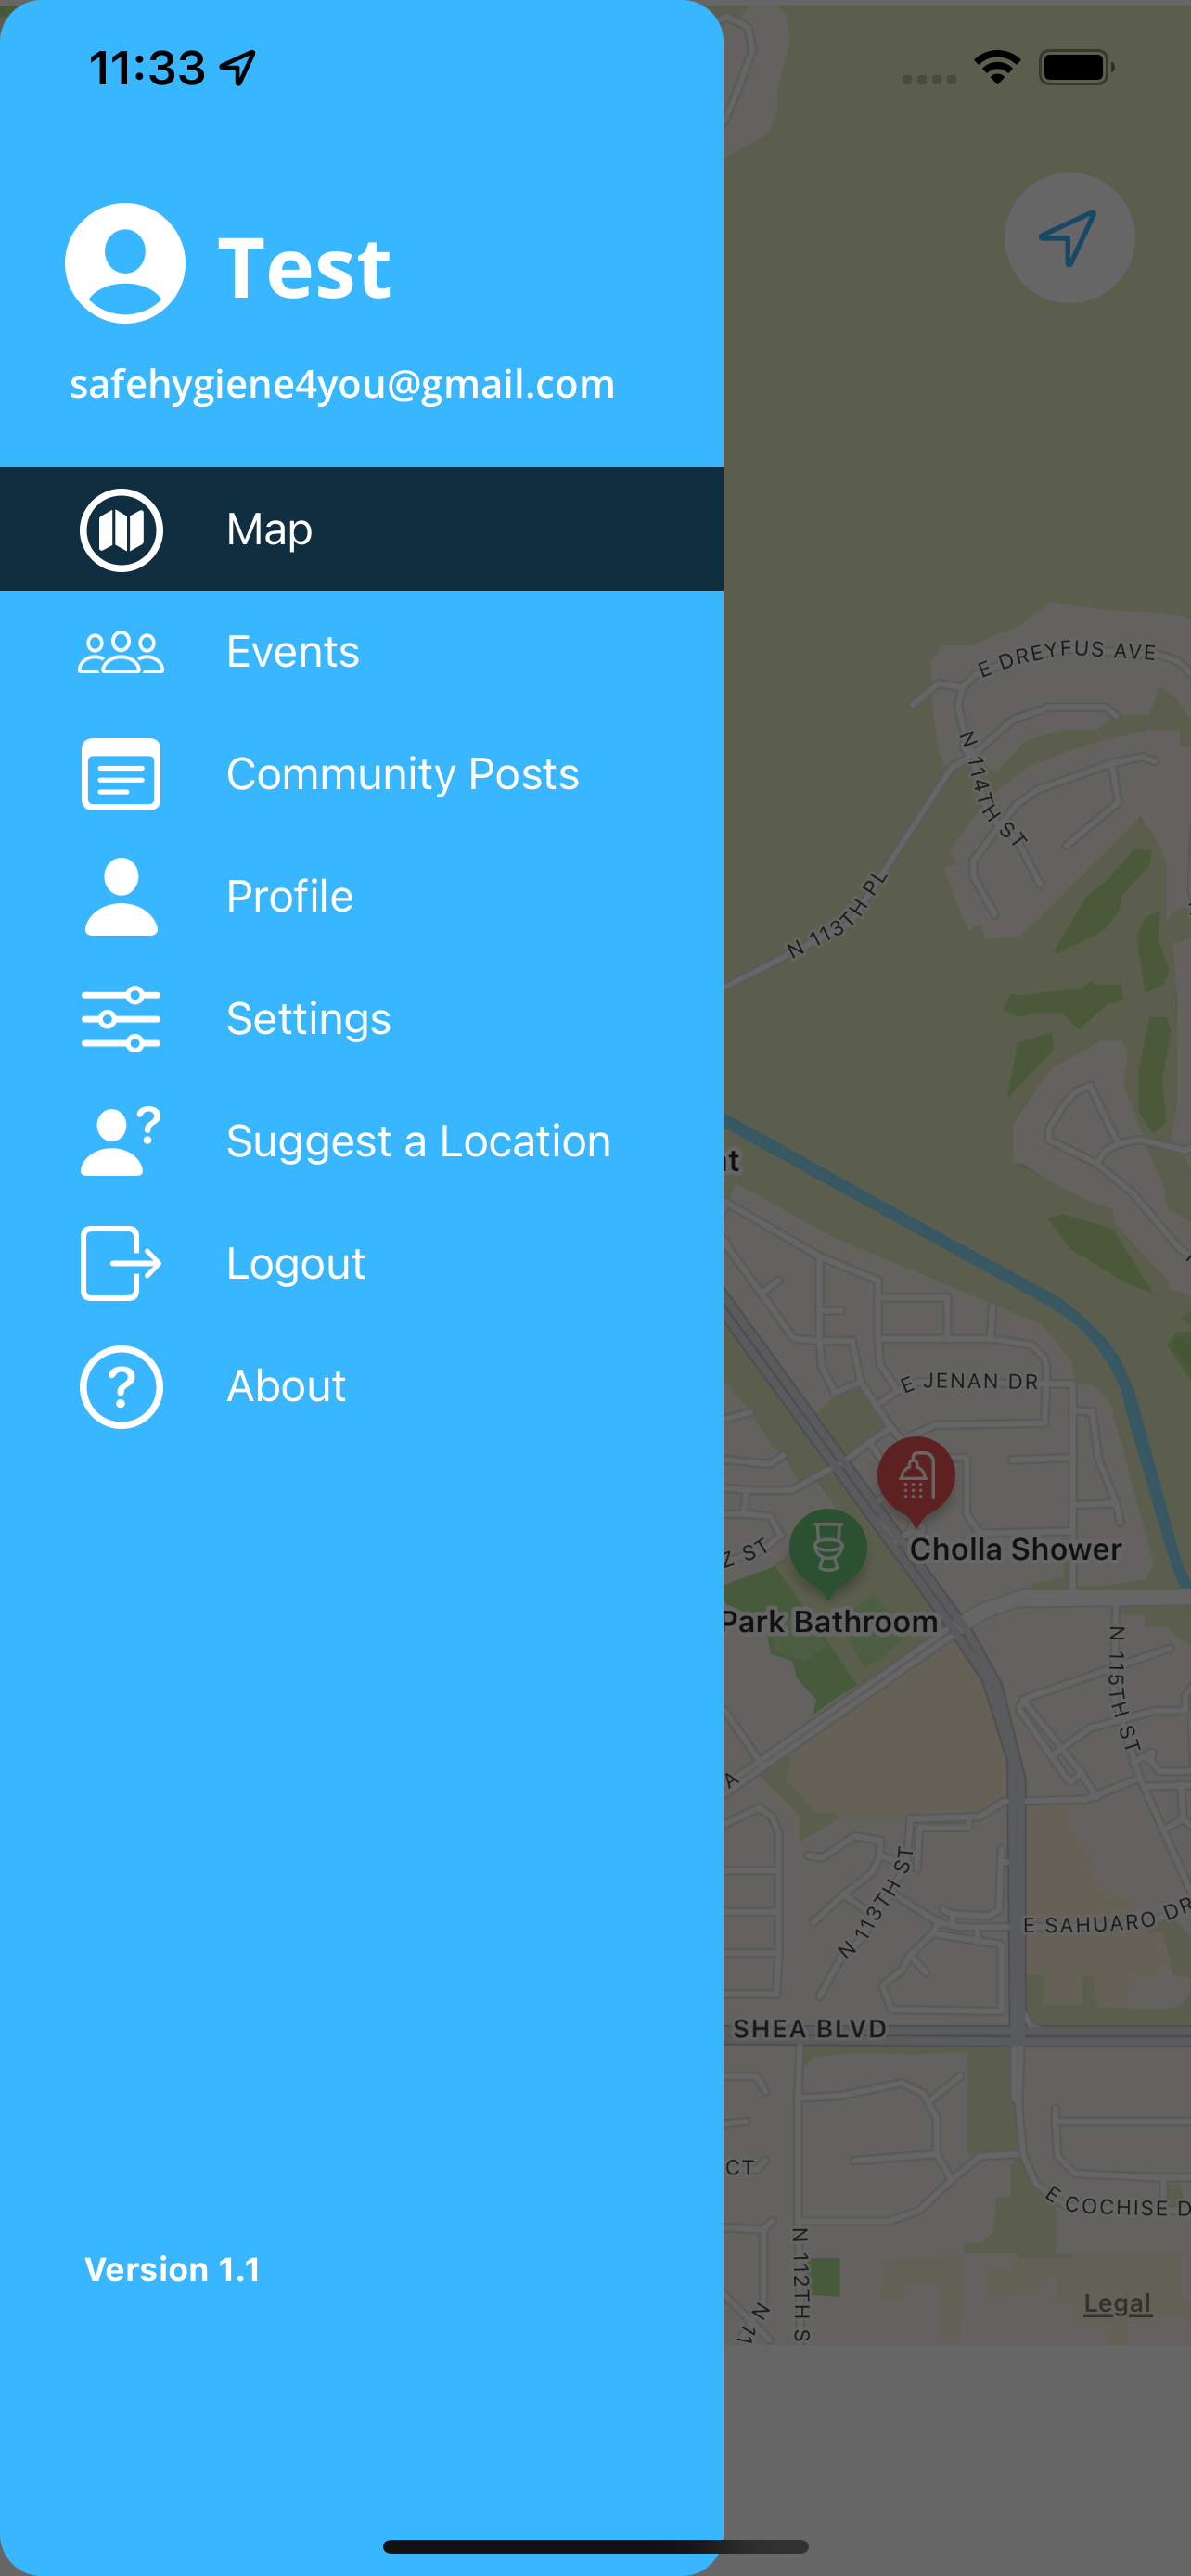 11:33
Test
safehygiene4you@gmail.com
Map
Events
Community Posts
Profile
Settings
Suggest a Location
Logout
About
Version 1.1
E DREYFUS AVE
N 114TH ST
N 113TH PL
E JENAN DR
Cholla Shower
Z ST
Park Bathroom
N 115TH ST
A
N 113TH ST
E SAHUARO DR
SHEA BLVD
CT
E COCHISE D
N 112TH S
Legal